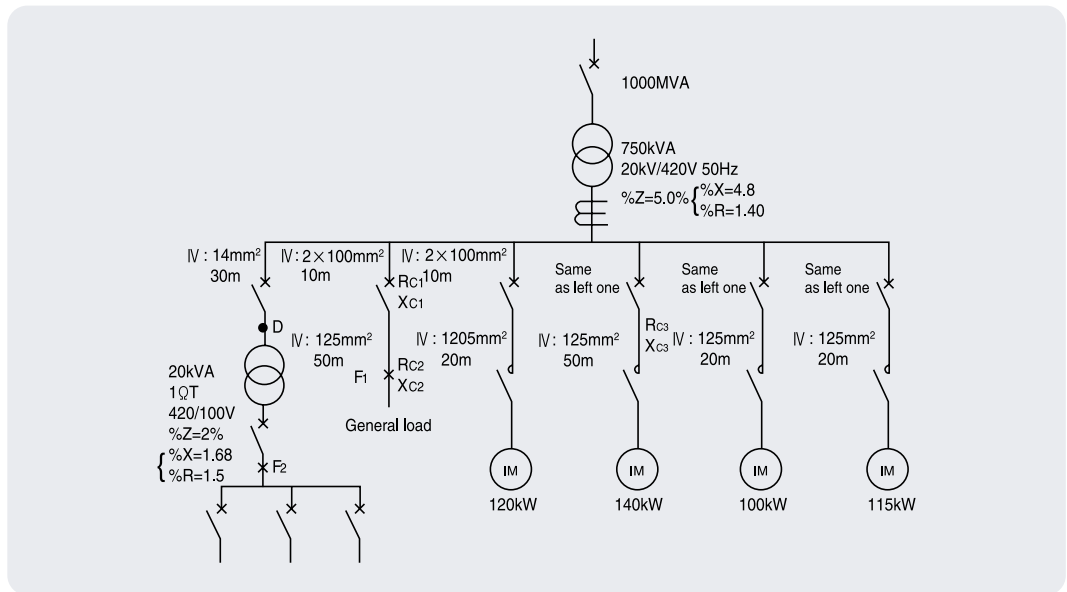 1000MVA
750kVA
20kV/420V 50Hz
%Z=5.0% { %X=4.8
%R=1.40
Ⅳ : 14mm²
30m
Ⅳ : 2×100mm²
10m
RC1
XC1
Ⅳ : 2×100mm²
10m
Same
as left one
Same
as left one
Same
as left one
D
Ⅳ : 125mm²
50m
F1
RC2
XC2
General load
Ⅳ : 1205mm²
20m
Ⅳ : 125mm²
50m
RC3
XC3
Ⅳ : 125mm²
20m
Ⅳ : 125mm²
20m
20kVA
1ΩT
420/100V
%Z=2%
{ %X=1.68
%R=1.5
F2
IM
120kW
IM
140kW
IM
100kW
IM
115kW